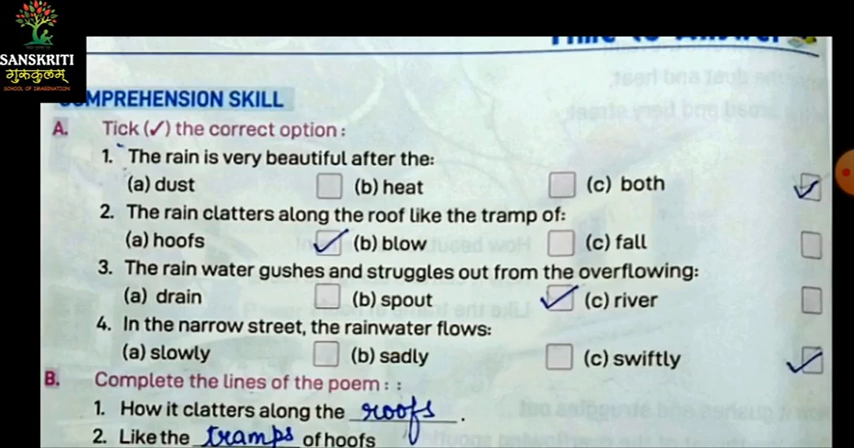 SANSKRITI
गुरुकुलम्
SCHOOL OF IMAGINATION
Time to Answer
COMPREHENSION SKILL
A. Tick (✓) the correct option :
1. The rain is very beautiful after the:
(a) dust (b) heat (c) both
2. The rain clatters along the roof like the tramp of:
(a) hoofs (b) blow (c) fall
3. The rain water gushes and struggles out from the overflowing:
(a) drain (b) spout (c) river
4. In the narrow street, the rainwater flows:
(a) slowly (b) sadly (c) swiftly
B. Complete the lines of the poem : :
1. How it clatters along the roofs.
2. Like the tramps of hoofs